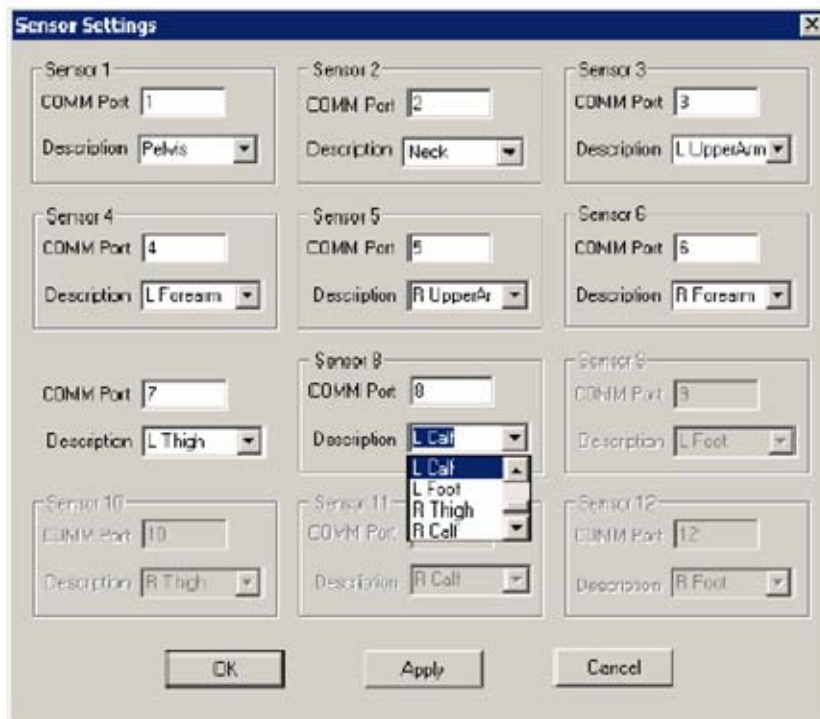 Sensor Settings
Sensor 1
COMM Port 1
Description Pelvis
Sensor 2
COMM Port 2
Description Neck
Sensor 3
COMM Port 3
Description L UpperArm
Sensor 4
COMM Port 4
Description L Forearm
Sensor 5
COMM Port 5
Description R UpperAr
Sensor 6
COMM Port 6
Description R Forearm
COMM Port 7
Description L Thigh
Sensor 8
COMM Port 8
Description L Calf
L Calf
L Foot
R Thigh
R Calf
Sensor 9
COMM Port 9
Description L Foot
Sensor 10
COMM Port 10
Description R Thigh
Sensor 11
COMM Port
Description R Calf
Sensor 12
COMM Port 12
Description R Foot
OK
Apply
Cancel